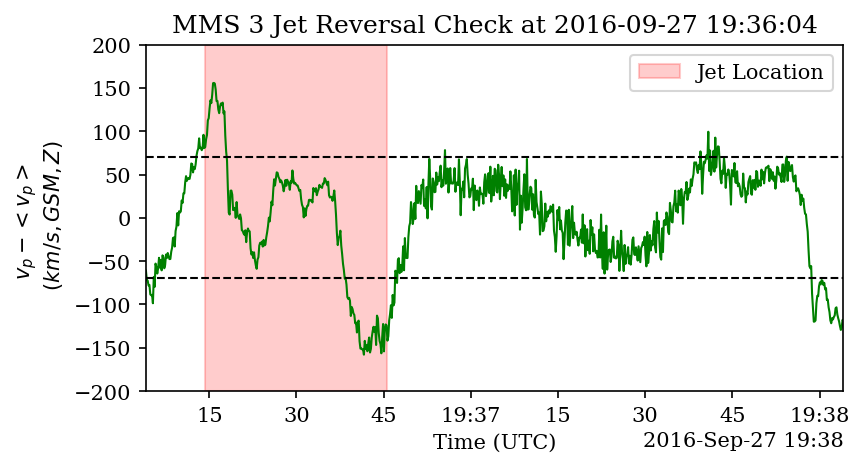 MMS 3 Jet Reversal Check at 2016-09-27 19:36:04
200
150
100
50
0
−50
−100
−150
−200
v_p − < v_p >
(km/s, GSM, Z)
Jet Location
15
30
45
19:37
15
30
45
19:38
Time (UTC)
2016-Sep-27 19:38